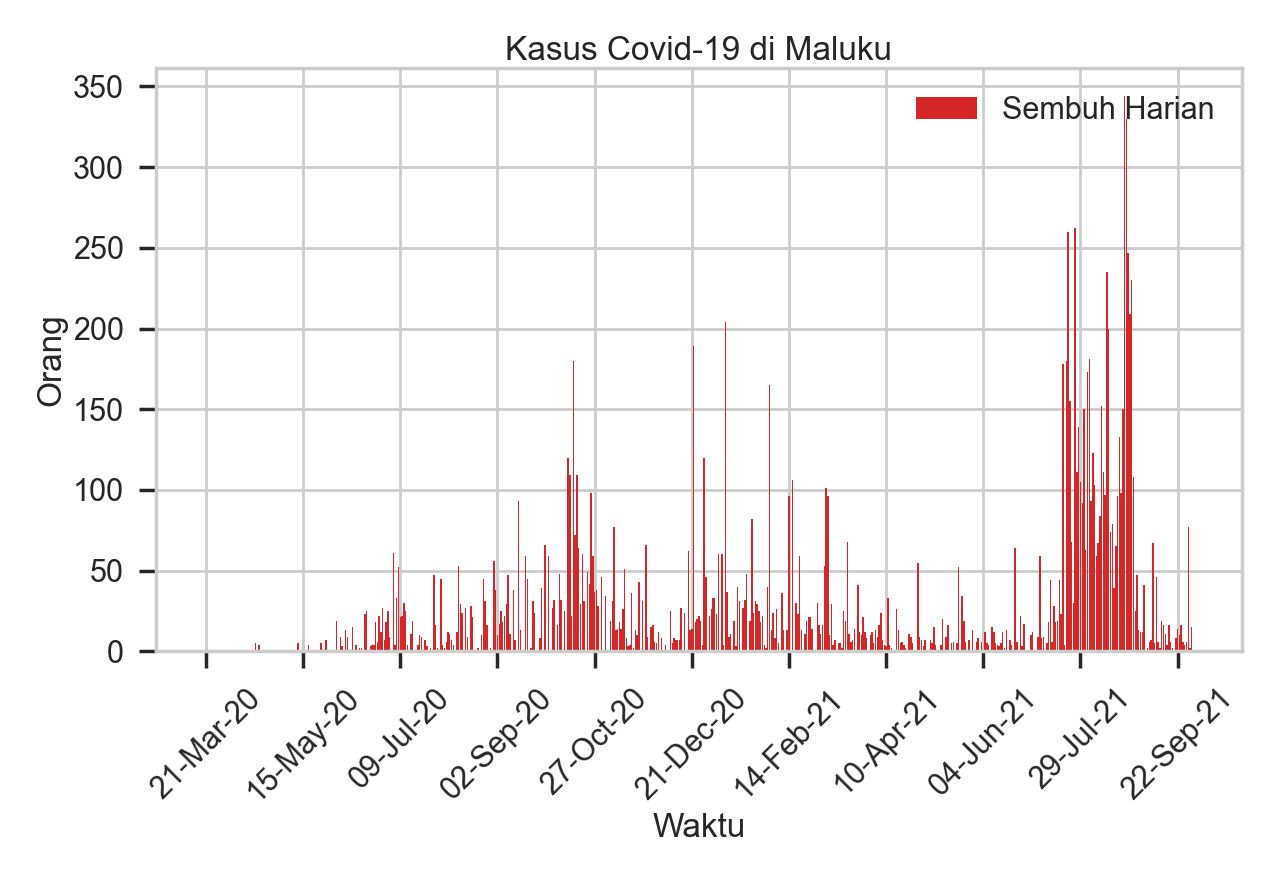 Kasus Covid-19 di Maluku
Sembuh Harian
350
300
250
200
150
100
50
0
Orang
21-Mar-20
15-May-20
09-Jul-20
02-Sep-20
27-Oct-20
21-Dec-20
14-Feb-21
10-Apr-21
04-Jun-21
29-Jul-21
22-Sep-21
Waktu